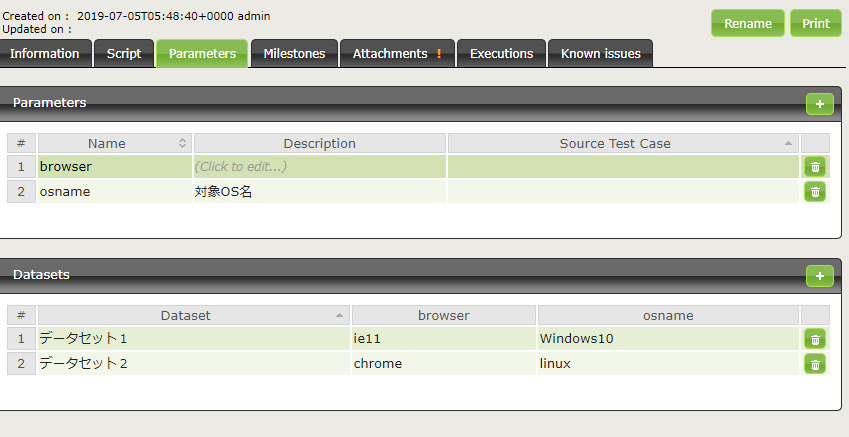 Created on : 2019-07-05T05:48:40+0000 admin
Updated on :
Rename Print
Information Script Parameters Milestones Attachments ! Executions Known issues
Parameters
# Name Description Source Test Case
1 browser (Click to edit...)
2 osname 対象OS名
Datasets
# Dataset browser osname
1 データセット１ ie11 Windows10
2 データセット２ chrome linux